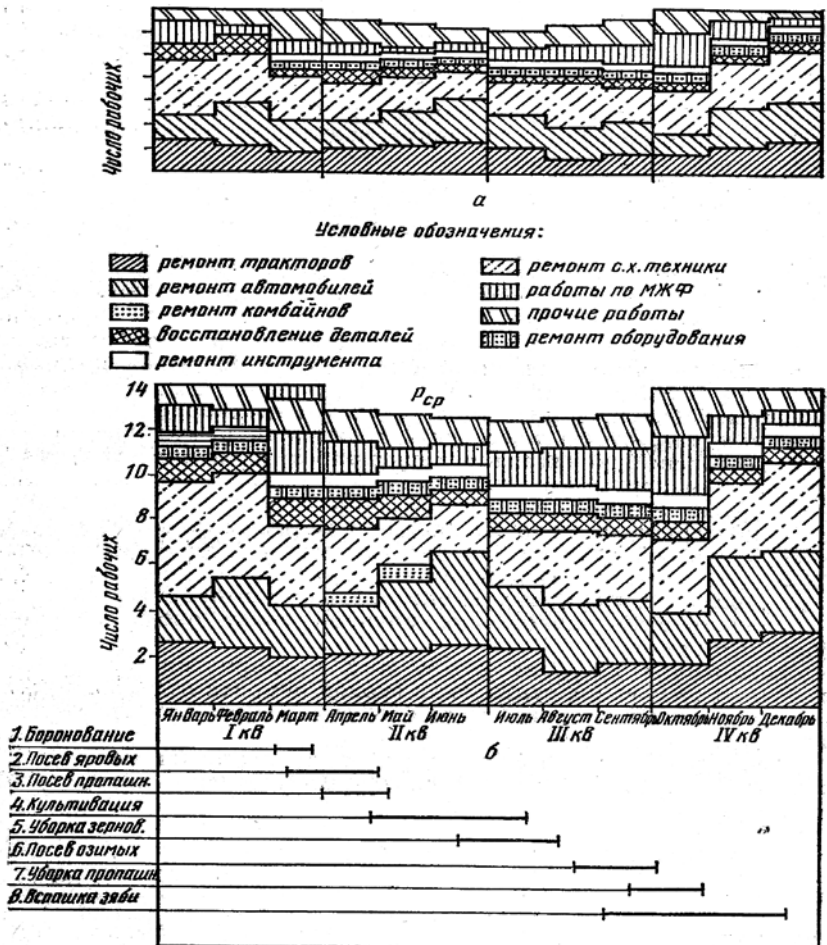 Число рабочих
а
Условные обозначения:
ремонт тракторов
ремонт автомобилей
ремонт комбайнов
восстановление деталей
ремонт инструмента
ремонт с.х. техники
работы по МЖФ
прочие работы
ремонт оборудования
Рср
Число рабочих
14
12
10
8
6
4
2
Январь Февраль Март Апрель Май Июнь Июль Август Сентябрь Октябрь Ноябрь Декабрь
I кв II кв III кв IV кв
б
1. Боронование
2. Посев яровых
3. Посев пропашн.
4. Культивация
5. Уборка зернов.
6. Посев озимых
7. Уборка пропашн
8. Вспашка зяби